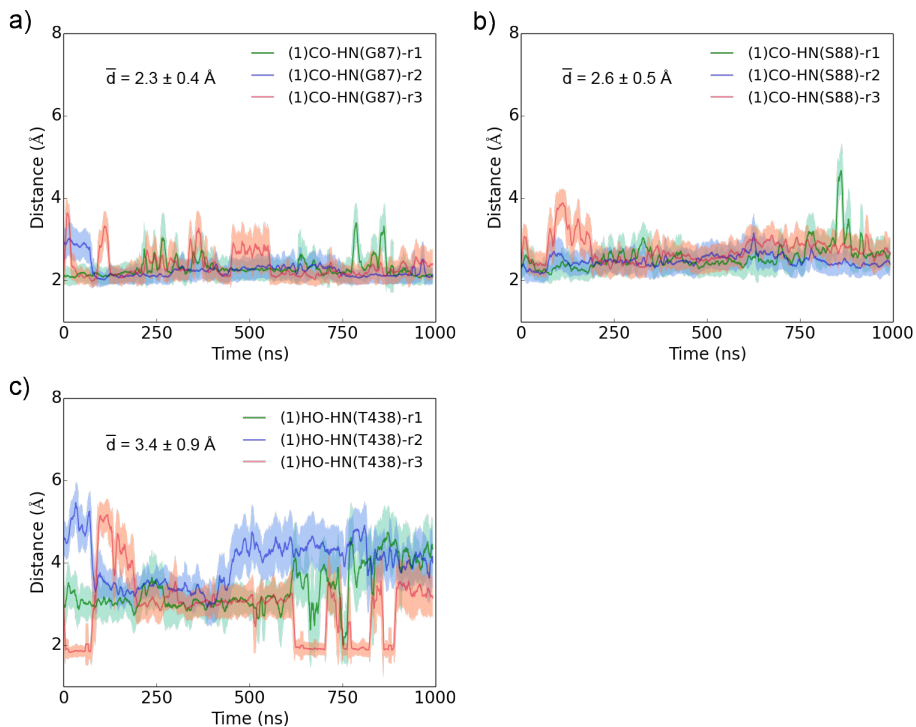 a)
(1)CO-HN(G87)-r1
(1)CO-HN(G87)-r2
(1)CO-HN(G87)-r3
d̅ = 2.3 ± 0.4 Å
Distance (Å)
8
6
4
2
0 250 500 750 1000
Time (ns)
b)
(1)CO-HN(S88)-r1
(1)CO-HN(S88)-r2
(1)CO-HN(S88)-r3
d̅ = 2.6 ± 0.5 Å
Distance (Å)
8
6
4
2
0 250 500 750 1000
Time (ns)
c)
(1)HO-HN(T438)-r1
(1)HO-HN(T438)-r2
(1)HO-HN(T438)-r3
d̅ = 3.4 ± 0.9 Å
Distance (Å)
8
6
4
2
0 250 500 750 1000
Time (ns)